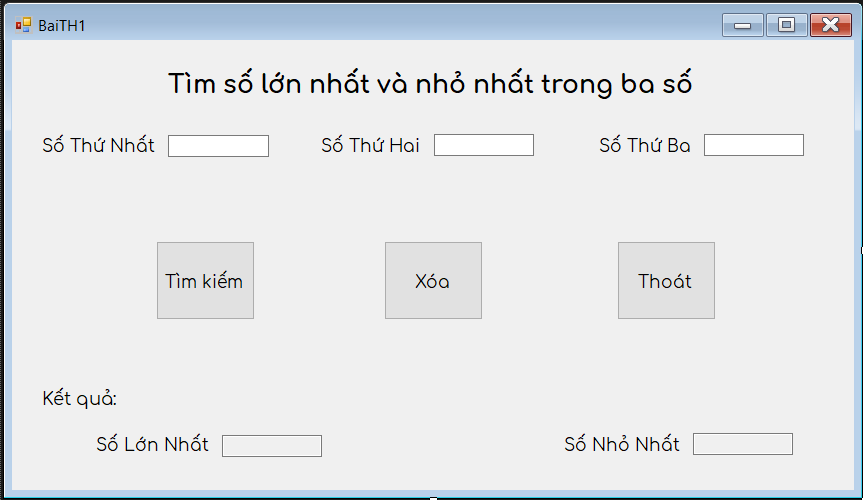 BaiTH1
Tìm số lớn nhất và nhỏ nhất trong ba số
Số Thứ Nhất Số Thứ Hai Số Thứ Ba
Tìm kiếm Xóa Thoát
Kết quả:
Số Lớn Nhất Số Nhỏ Nhất